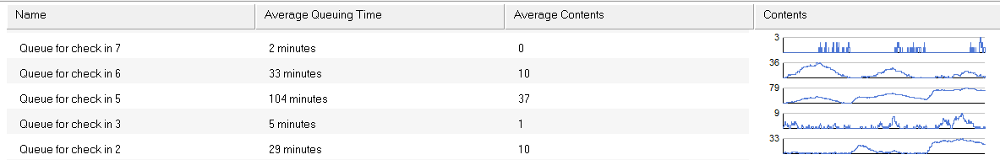 Name Average Queuing Time Average Contents Contents
Queue for check in 7 2 minutes 0 3
Queue for check in 6 33 minutes 10 36
Queue for check in 5 104 minutes 37 79
Queue for check in 3 5 minutes 1 9
Queue for check in 2 29 minutes 10 33